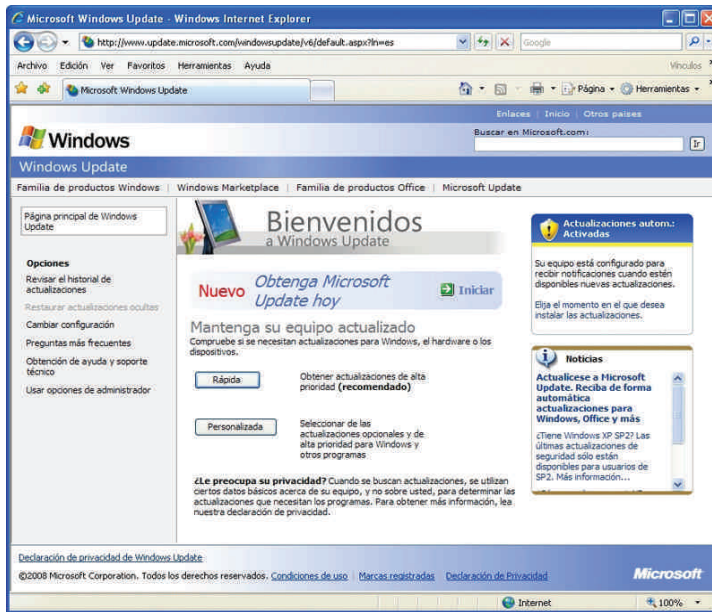 Microsoft Windows Update - Windows Internet Explorer
http://www.update.microsoft.com/windowsupdate/v6/default.aspx?ln=es
Google
Archivo Edición Ver Favoritos Herramientas Ayuda
Vínculos
Microsoft Windows Update
Página
Herramientas
Enlaces | Inicio | Otros países
Windows
Buscar en Microsoft.com:
Ir
Windows Update
Familia de productos Windows | Windows Marketplace | Familia de productos Office | Microsoft Update
Página principal de Windows
Update
Opciones
Revisar el historial de
actualizaciones
Restaurar actualizaciones ocultas
Cambiar configuración
Preguntas más frecuentes
Obtención de ayuda y soporte
técnico
Usar opciones de administrador
Bienvenidos
a Windows Update
Nuevo
Obtenga Microsoft
Update hoy
Iniciar
Mantenga su equipo actualizado
Compruebe si se necesitan actualizaciones para Windows, el hardware o los
dispositivos.
Rápida
Obtener actualizaciones de alta
prioridad (recomendado)
Personalizada
Seleccionar de las
actualizaciones opcionales y de
alta prioridad para Windows y
otros programas
¿Le preocupa su privacidad? Cuando se buscan actualizaciones, se utilizan
ciertos datos básicos acerca de su equipo, y no sobre usted, para determinar las
actualizaciones que necesitan los programas. Para obtener más información, lea
nuestra declaración de privacidad.
Actualizaciones autom.:
Activadas
Su equipo está configurado para
recibir notificaciones cuando estén
disponibles nuevas actualizaciones.
Elija el momento en el que desea
instalar las actualizaciones.
Noticias
Actualícese a Microsoft
Update. Reciba de forma
automática
actualizaciones para
Windows, Office y más
¿Tiene Windows XP SP2? Las
últimas actualizaciones de
seguridad sólo están
disponibles para usuarios de
SP2. Más información...
Declaración de privacidad de Windows Update
©2008 Microsoft Corporation. Todos los derechos reservados. Condiciones de uso | Marcas registradas Declaración de Privacidad
Microsoft
Internet
100%